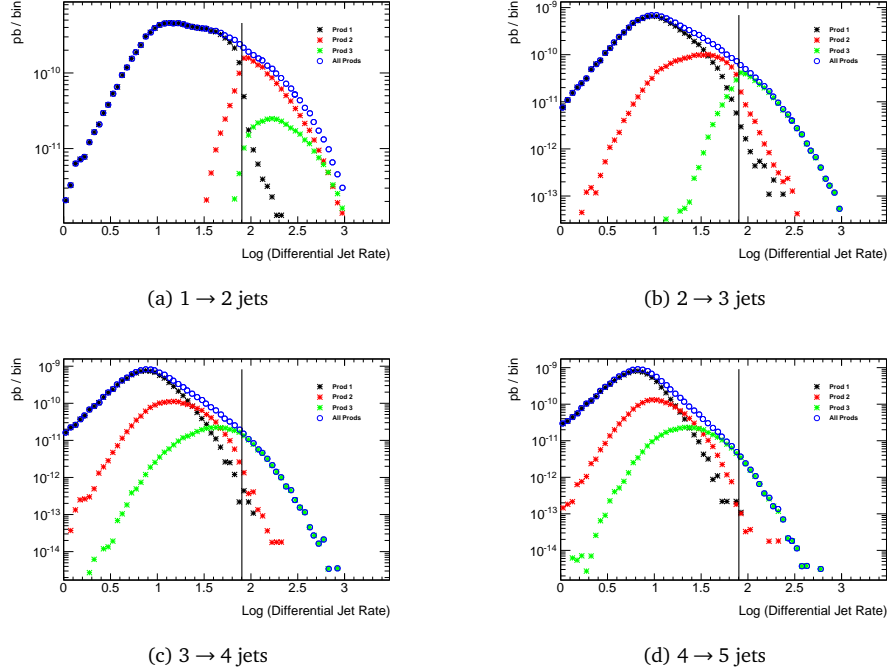 pb / bin
10⁻¹⁰
10⁻¹¹
Prod 1
Prod 2
Prod 3
All Prods
0 0.5 1 1.5 2 2.5 3
Log (Differential Jet Rate)
(a) 1 → 2 jets
pb / bin
10⁻⁹
10⁻¹⁰
10⁻¹¹
10⁻¹²
10⁻¹³
Prod 1
Prod 2
Prod 3
All Prods
0 0.5 1 1.5 2 2.5 3
Log (Differential Jet Rate)
(b) 2 → 3 jets
pb / bin
10⁻⁹
10⁻¹⁰
10⁻¹¹
10⁻¹²
10⁻¹³
10⁻¹⁴
Prod 1
Prod 2
Prod 3
All Prods
0 0.5 1 1.5 2 2.5 3
Log (Differential Jet Rate)
(c) 3 → 4 jets
pb / bin
10⁻⁹
10⁻¹⁰
10⁻¹¹
10⁻¹²
10⁻¹³
10⁻¹⁴
Prod 1
Prod 2
Prod 3
All Prods
0 0.5 1 1.5 2 2.5 3
Log (Differential Jet Rate)
(d) 4 → 5 jets